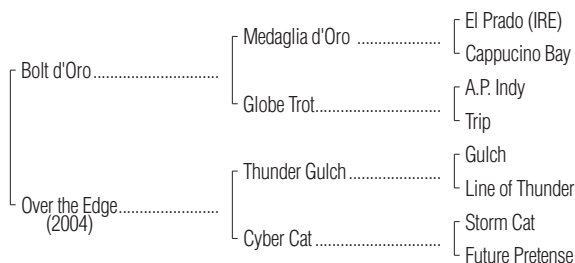 El Prado (IRE)
Medaglia d'Oro
Cappucino Bay
Bolt d'Oro
A.P. Indy
Globe Trot
Trip
Gulch
Thunder Gulch
Line of Thunder
Over the Edge
(2004)
Storm Cat
Cyber Cat
Future Pretense